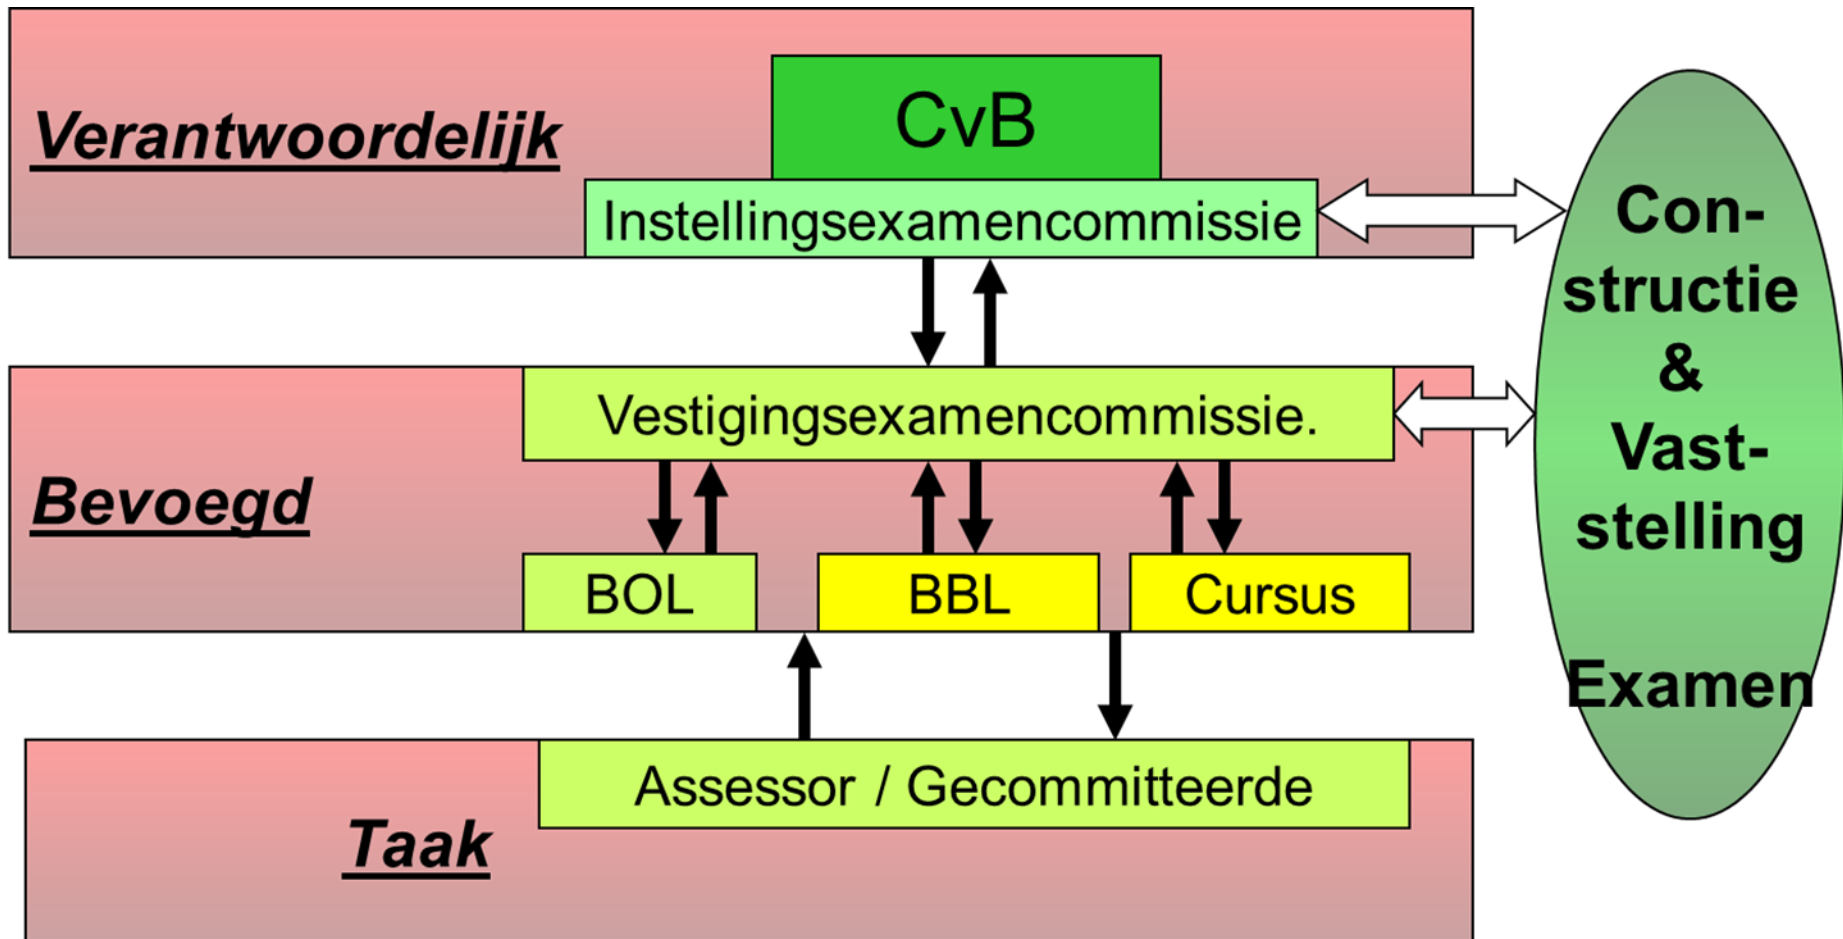 CvB
Verantwoordelijk
Instellingsexamencommissie
Vestigingsexamencommissie.
Bevoegd
BOL
BBL
Cursus
Assessor / Gecommitteerde
Taak
Con-
structie
&
Vast-
stelling
Examen